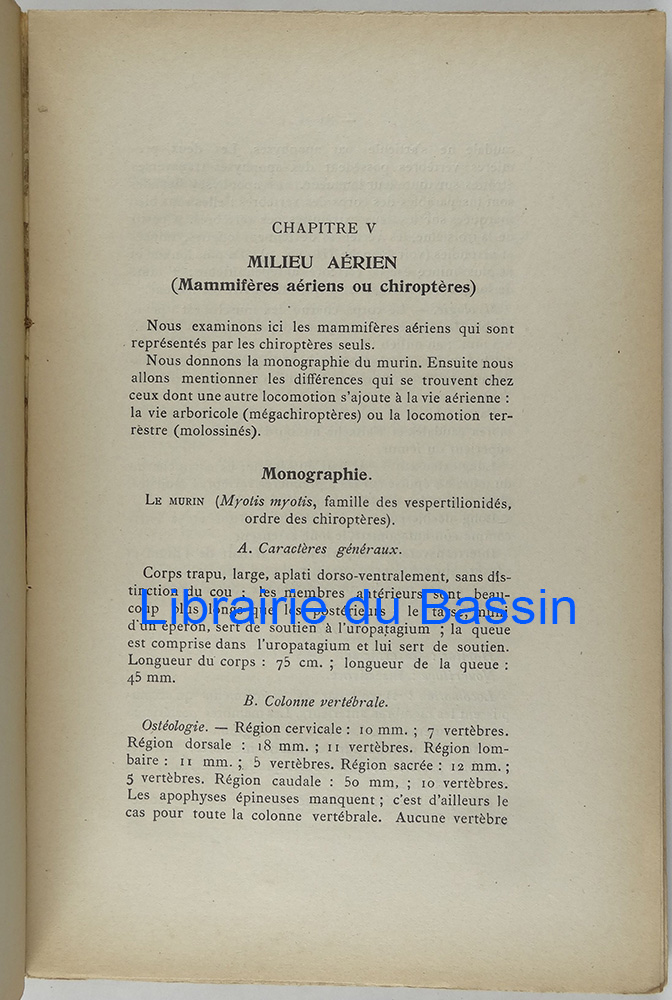 CHAPITRE V
MILIEU AÉRIEN
(Mammifères aériens ou chiroptères)
Nous examinons ici les mammifères aériens qui sont
représentés par les chiroptères seuls.
Nous donnons la monographie du murin. Ensuite nous
allons mentionner les différences qui se trouvent chez
ceux dont une autre locomotion s'ajoute à la vie aérienne :
la vie arboricole (mégachiroptères) ou la locomotion ter-
restre (molossinés).
Monographie.
LE MURIN (Myotis myotis, famille des vespertilionidés,
ordre des chiroptères).
A. Caractères généraux.
Corps trapu, large, aplati dorso-ventralement, sans dis-
tinction du cou ; les membres antérieurs sont beau-
coup plus longs que les postérieurs ; le tarse, muni
Librairie du Bassin
d'un éperon, sert de soutien à l'uropatagium ; la queue
est comprise dans l'uropatagium et lui sert de soutien.
Longueur du corps : 75 cm. ; longueur de la queue :
45 mm.
B. Colonne vertébrale.
Ostéologie. — Région cervicale : 10 mm. ; 7 vertèbres.
Région dorsale : 18 mm. ; 11 vertèbres. Région lom-
baire : 11 mm. ; 5 vertèbres. Région sacrée : 12 mm. ;
5 vertèbres. Région caudale : 50 mm, ; 10 vertèbres.
Les apophyses épineuses manquent ; c'est d'ailleurs le
cas pour toute la colonne vertébrale. Aucune vertèbre